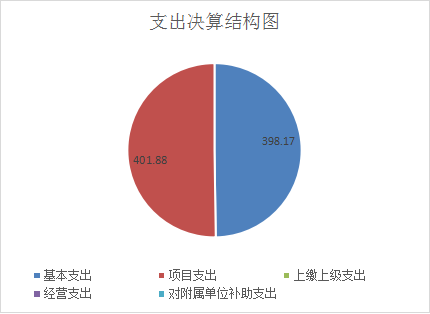 支出决算结构图
398.17
401.88
基本支出 项目支出 上缴上级支出
经营支出 对附属单位补助支出